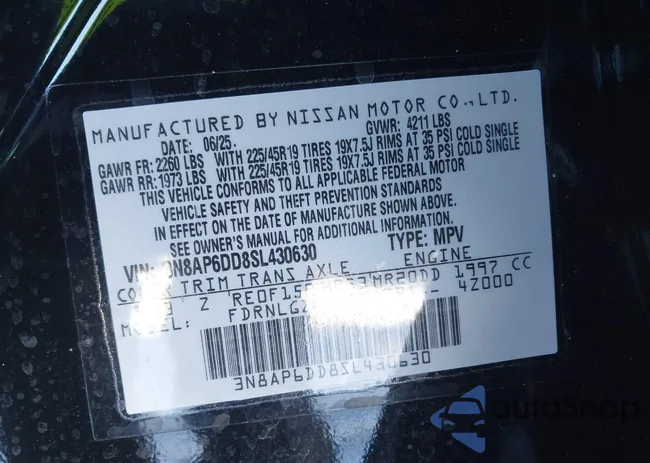 MANUFACTURED BY NISSAN MOTOR CO., LTD.
DATE: 06/25. GVWR: 4211 LBS
GAWR FR: 2260 LBS WITH 225/45R19 TIRES 19X7.5J RIMS AT 35 PSI COLD SINGLE
GAWR RR: 1973 LBS WITH 225/45R19 TIRES 19X7.5J RIMS AT 35 PSI COLD SINGLE
THIS VEHICLE CONFORMS TO ALL APPLICABLE FEDERAL MOTOR
VEHICLE SAFETY AND THEFT PREVENTION STANDARDS
IN EFFECT ON THE DATE OF MANUFACTURE SHOWN ABOVE.
SEE OWNER'S MANUAL FOR ADDITIONAL INFORMATION.
VIN: 3N8AP6DD8SL430630 TYPE: MPV
TRIM TRANS AXLE ENGINE
Z MR20DD 1997 CC
MODEL: 42000
3N8AP6DD8SL430630
autoSnap